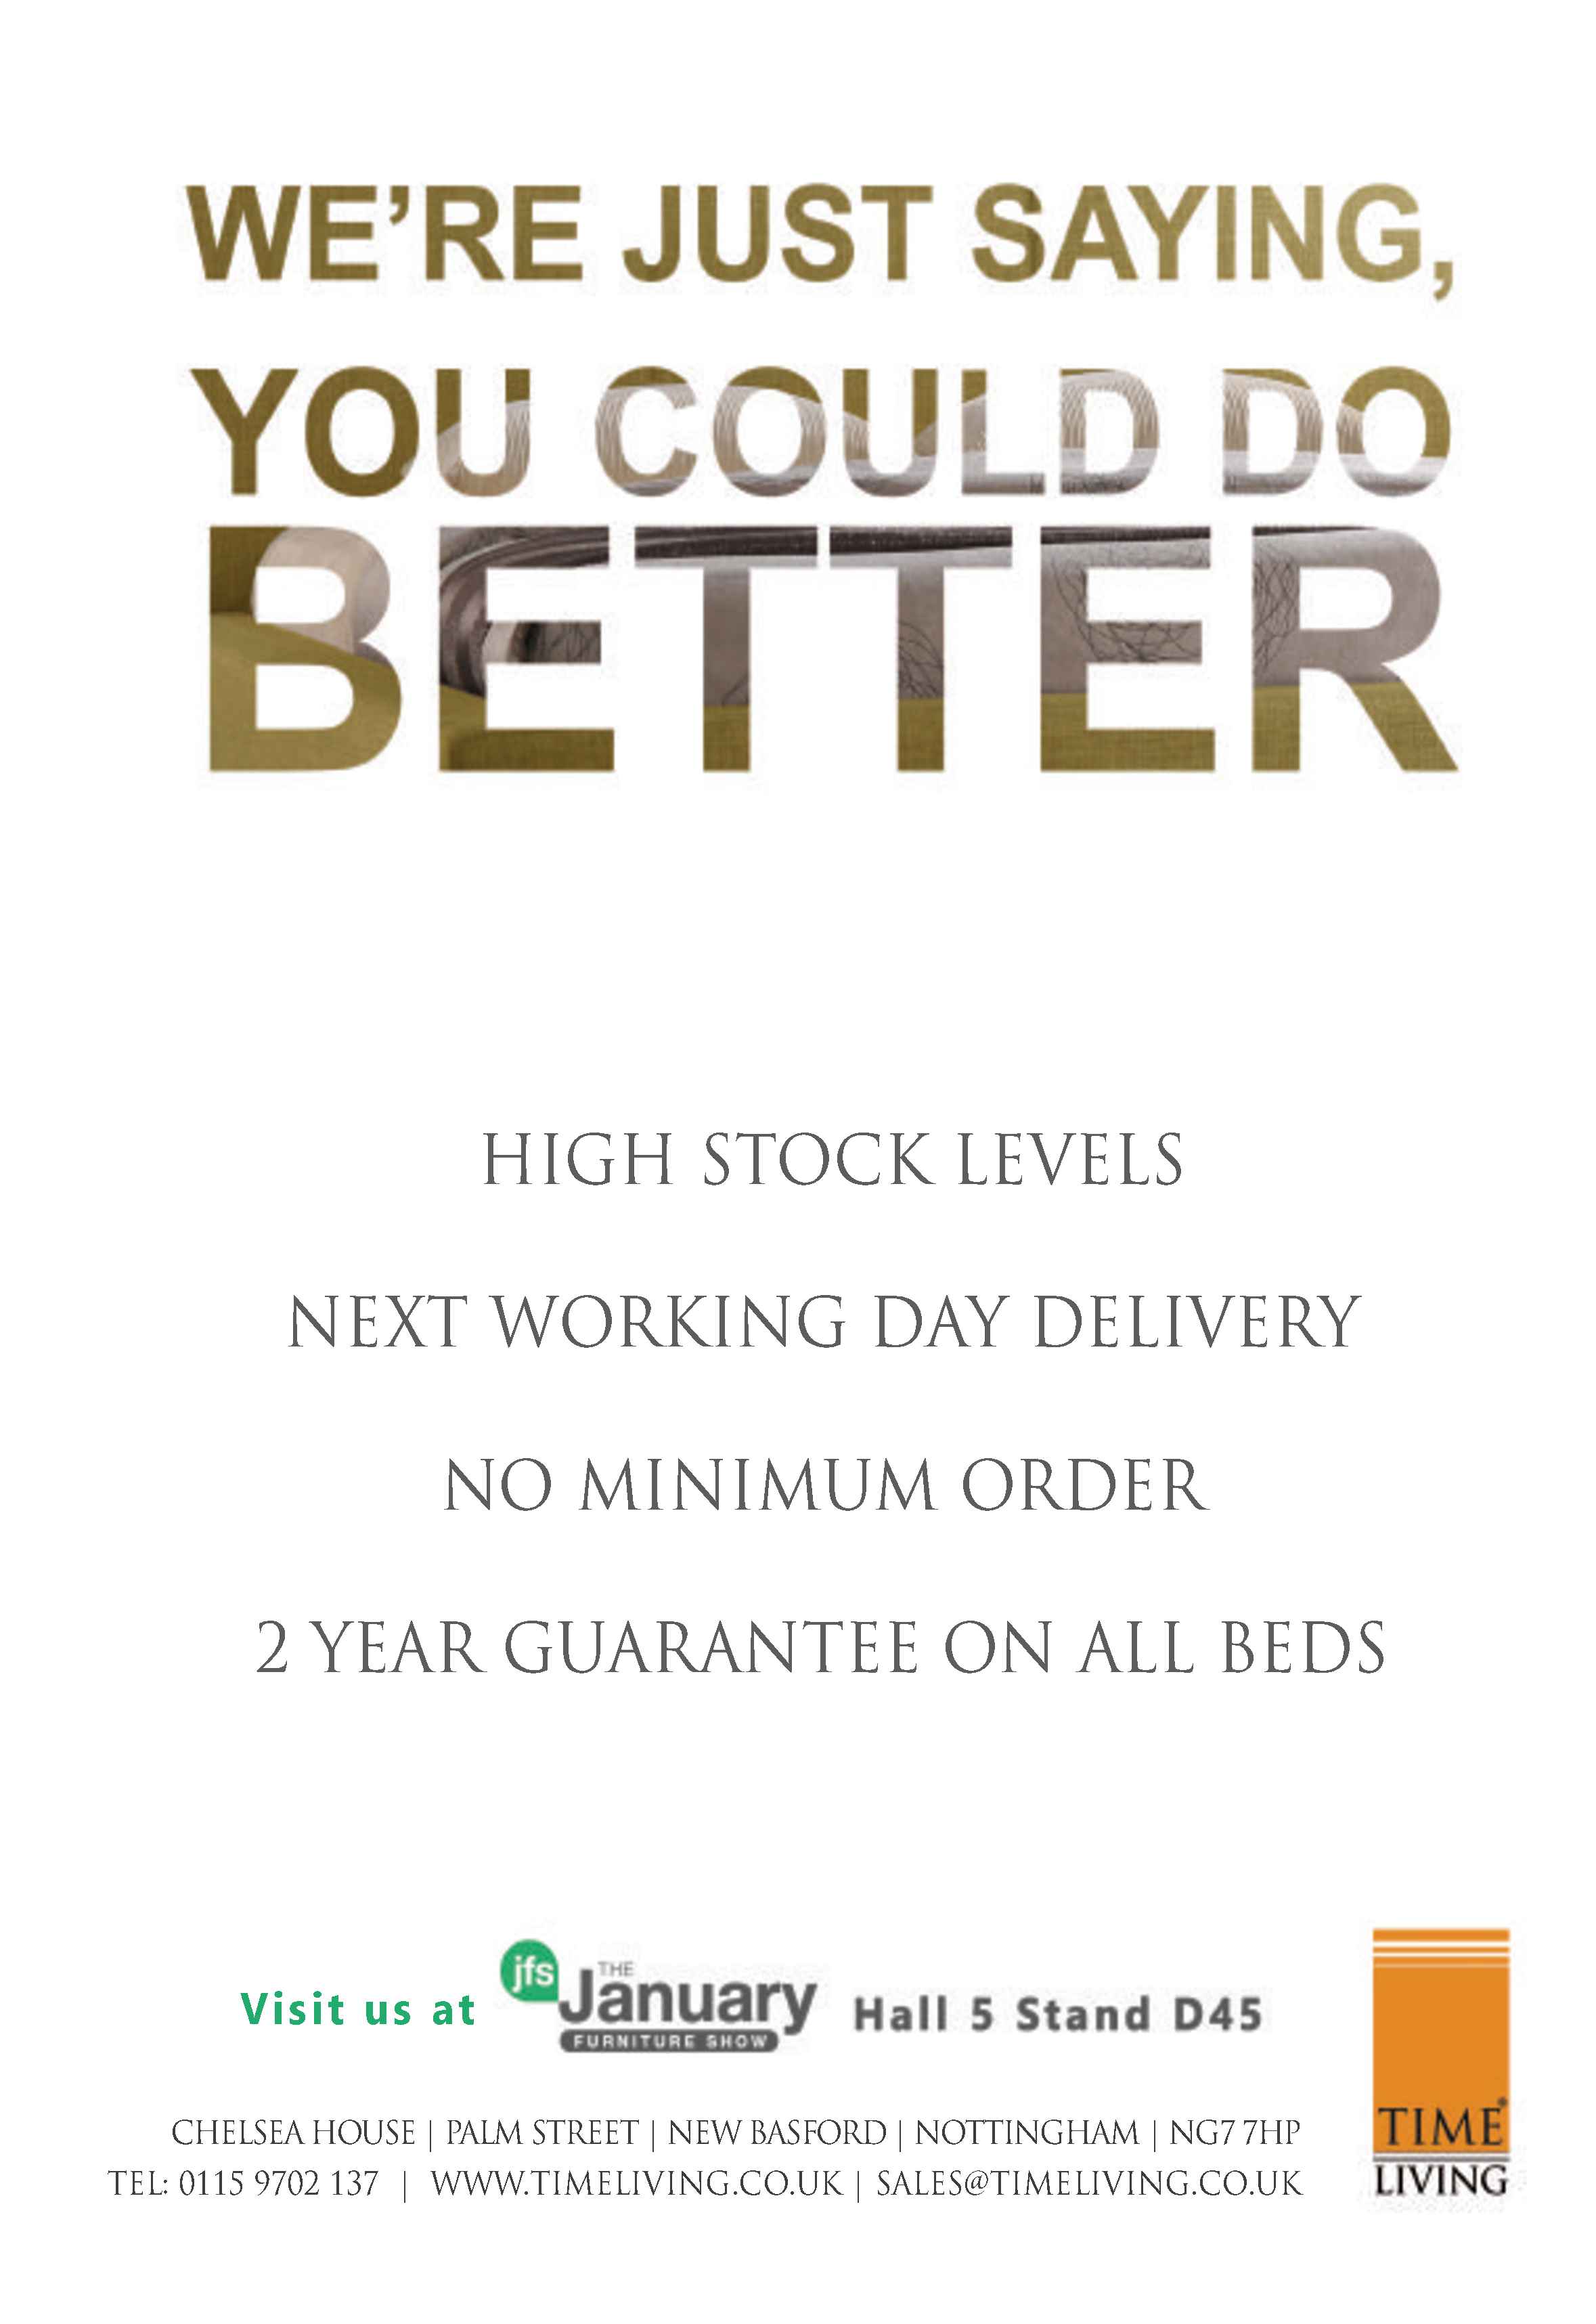 WE'RE JUST SAYING,
YOU COULD DO
BETTER
HIGH STOCK LEVELS
NEXT WORKING DAY DELIVERY
NO MINIMUM ORDER
2 YEAR GUARANTEE ON ALL BEDS
Visit us at jfs THE January FURNITURE SHOW Hall 5 Stand D45
CHELSEA HOUSE | PALM STREET | NEW BASFORD | NOTTINGHAM | NG7 7HP
TEL: 0115 9702 137 | WWW.TIMELIVING.CO.UK | SALES@TIMELIVING.CO.UK
TIME®
LIVING